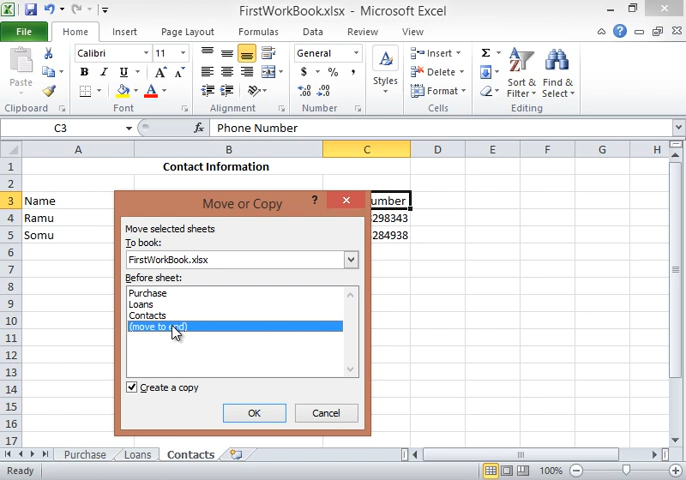 FirstWorkBook.xlsx - Microsoft Excel
File Home Insert Page Layout Formulas Data Review View
Paste
Clipboard
Calibri 11
B I U
A A
Font
Alignment
General
$ % ,
Number
A
Styles
Insert
Delete
Format
Cells
Σ
Sort & Filter
Find & Select
Editing
C3 fx Phone Number
A B C D E F G H
1 Contact Information
2
3 Name umber
4 Ramu 298343
5 Somu 284938
6
7
8
9
10
11
12
13
14
15
16
17
Move or Copy ?
Move selected sheets
To book:
FirstWorkBook.xlsx
Before sheet:
Purchase
Loans
Contacts
(move to end)
Create a copy
OK Cancel
Purchase Loans Contacts
Ready 100%